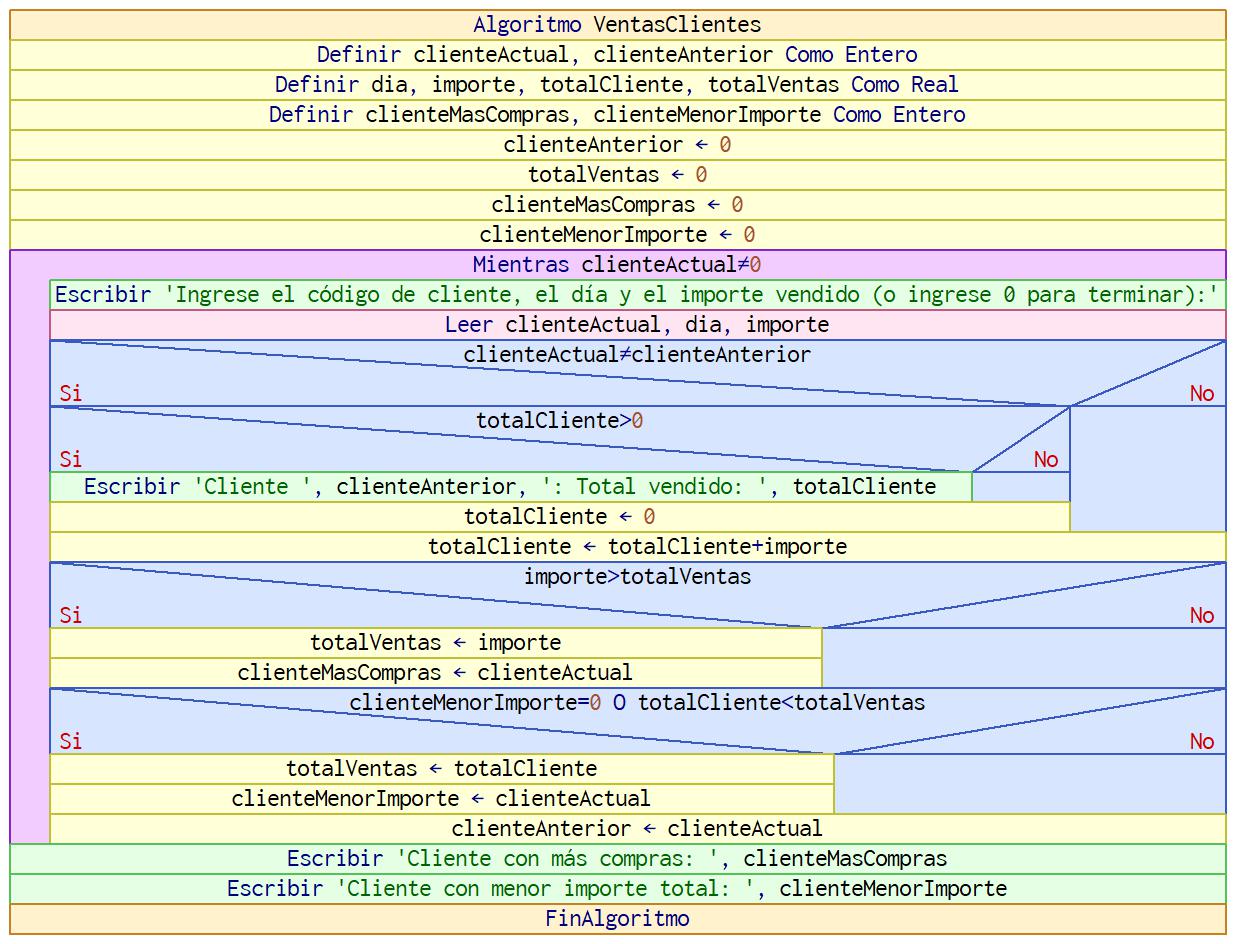 Algoritmo VentasClientes
Definir clienteActual, clienteAnterior Como Entero
Definir dia, importe, totalCliente, totalVentas Como Real
Definir clienteMasCompras, clienteMenorImporte Como Entero
clienteAnterior ← 0
totalVentas ← 0
clienteMasCompras ← 0
clienteMenorImporte ← 0
Mientras clienteActual≠0
Escribir 'Ingrese el código de cliente, el día y el importe vendido (o ingrese 0 para terminar):'
Leer clienteActual, dia, importe
clienteActual≠clienteAnterior
Si No
totalCliente>0
Si No
Escribir 'Cliente ', clienteAnterior, ': Total vendido: ', totalCliente
totalCliente ← 0
totalCliente ← totalCliente+importe
importe>totalVentas
Si No
totalVentas ← importe
clienteMasCompras ← clienteActual
clienteMenorImporte=0 O totalCliente<totalVentas
Si No
totalVentas ← totalCliente
clienteMenorImporte ← clienteActual
clienteAnterior ← clienteActual
Escribir 'Cliente con más compras: ', clienteMasCompras
Escribir 'Cliente con menor importe total: ', clienteMenorImporte
FinAlgoritmo